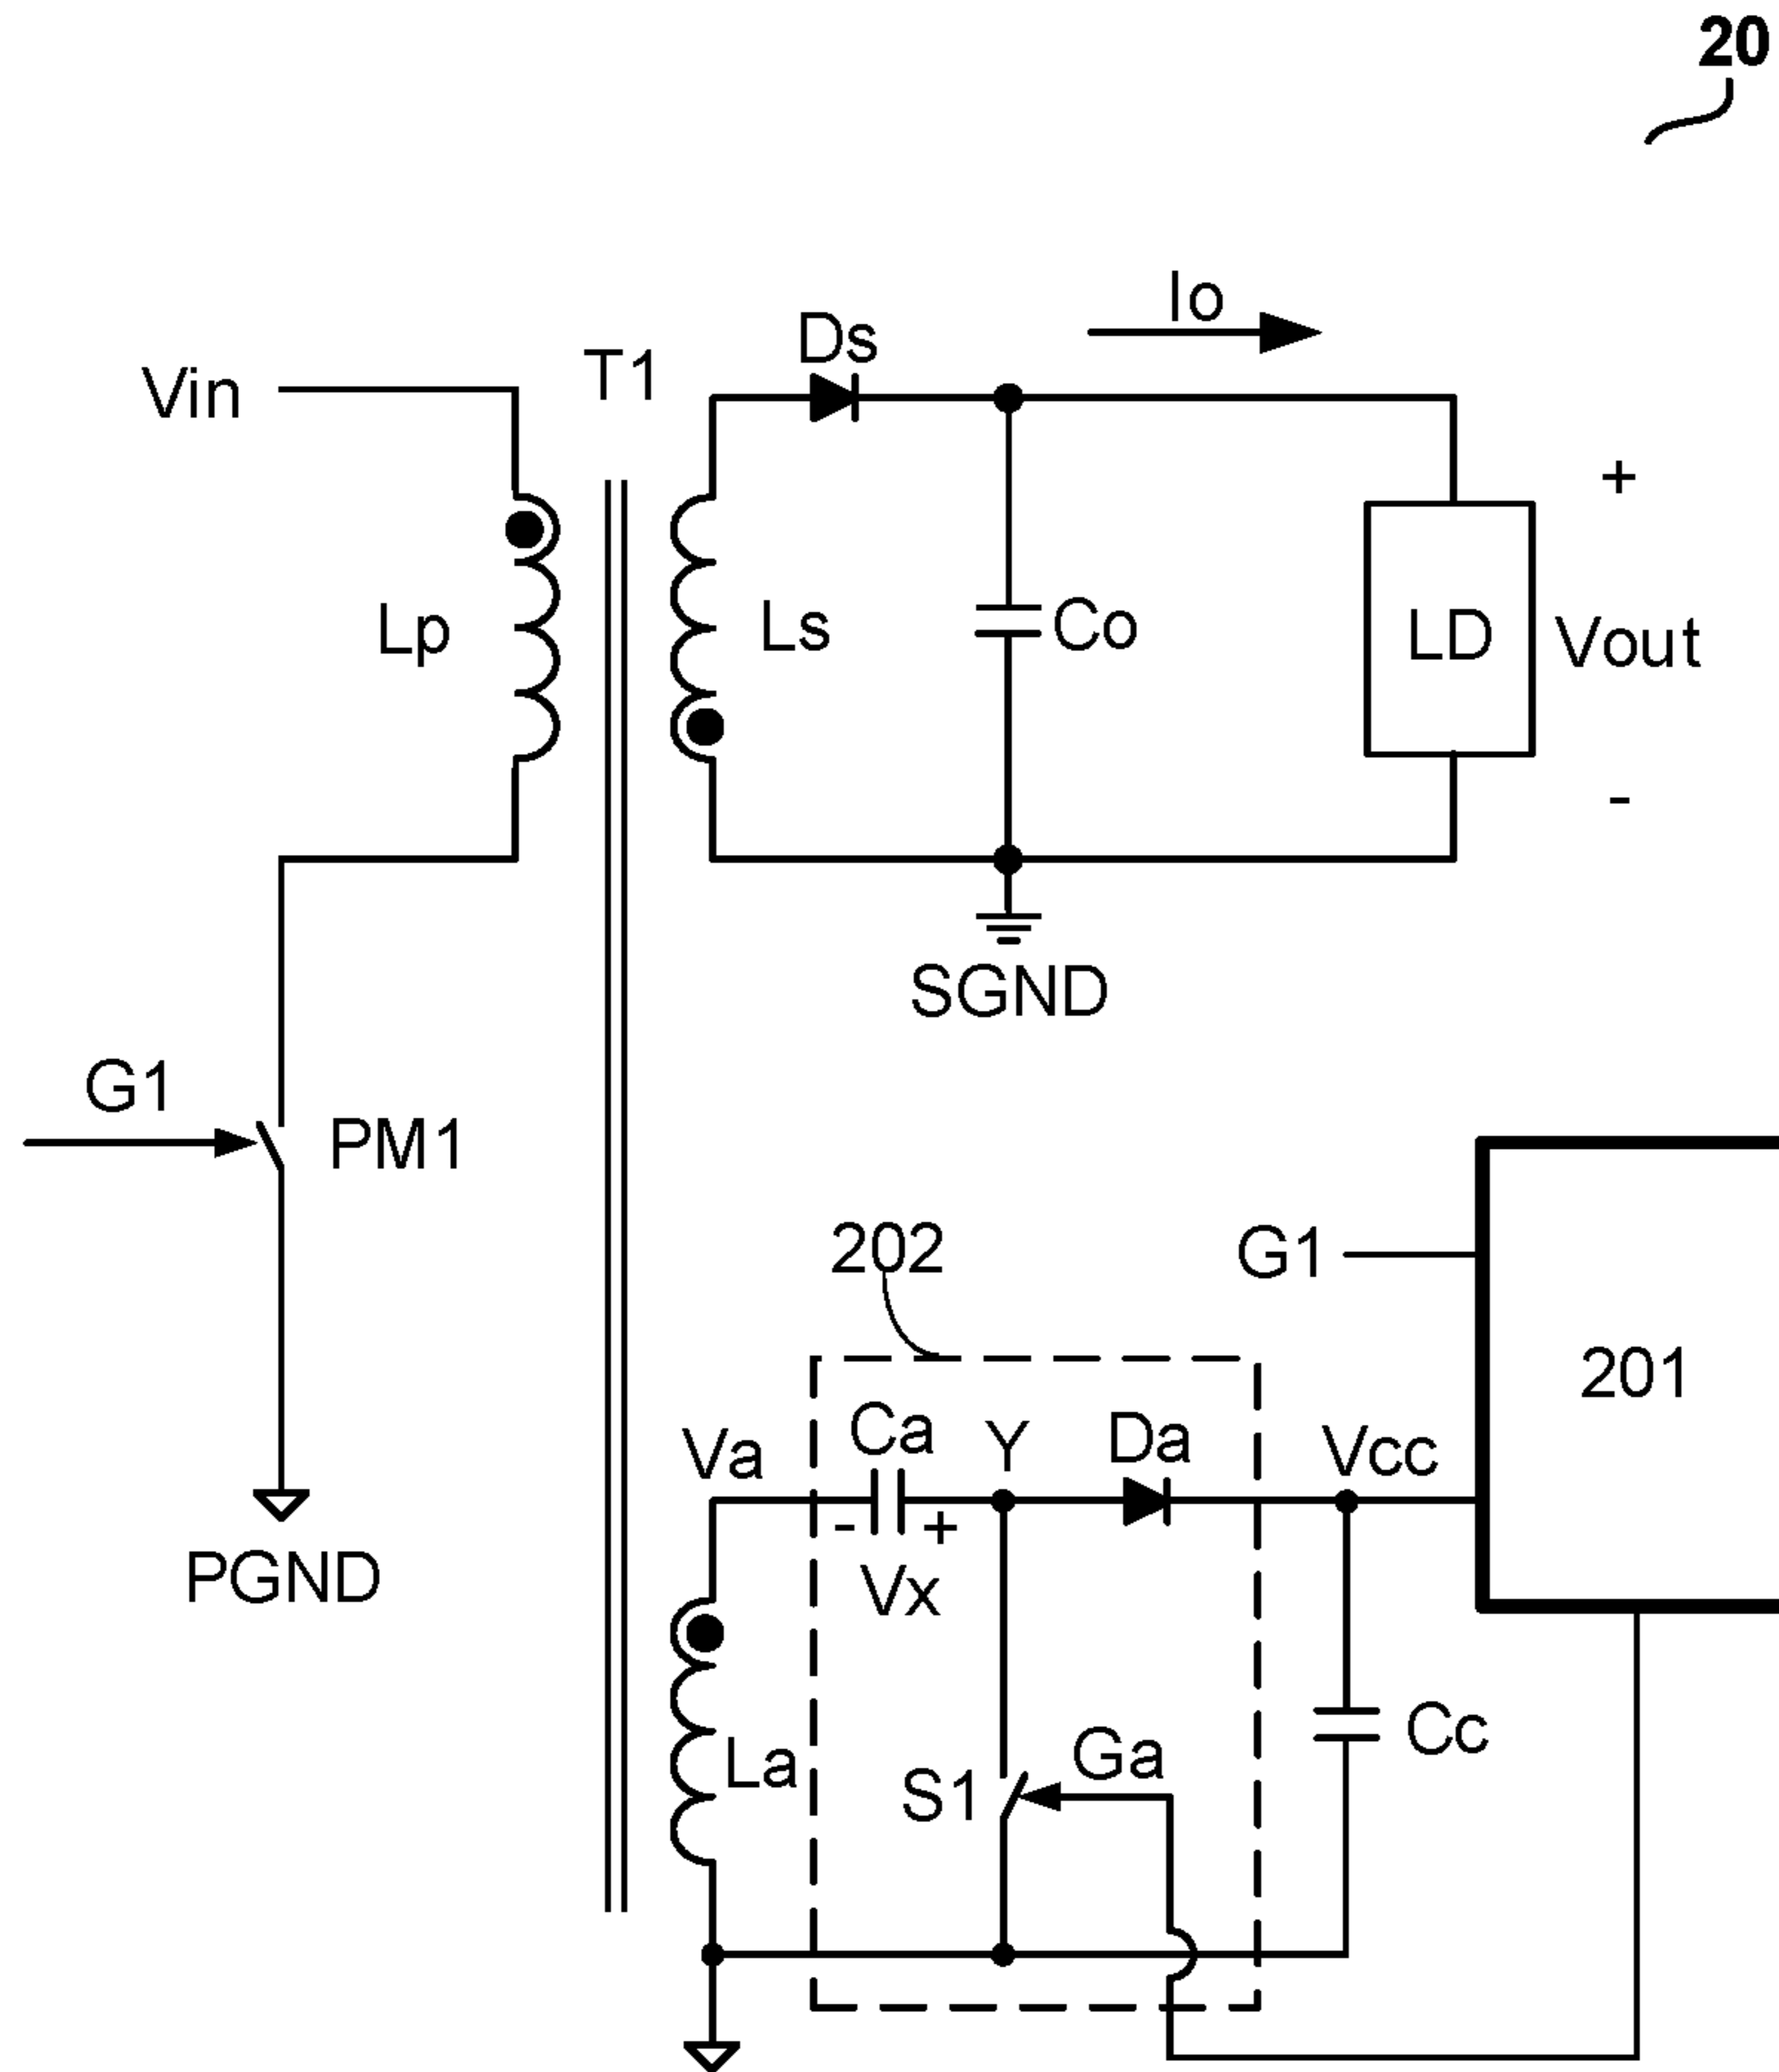 20
Io
Ds
T1
Vin
+
Lp
Ls
Co
LD
Vout
-
SGND
G1
PM1
202
G1
201
Ca
Y
Da
Va
Vcc
- +
PGND
Vx
Cc
Ga
La
S1